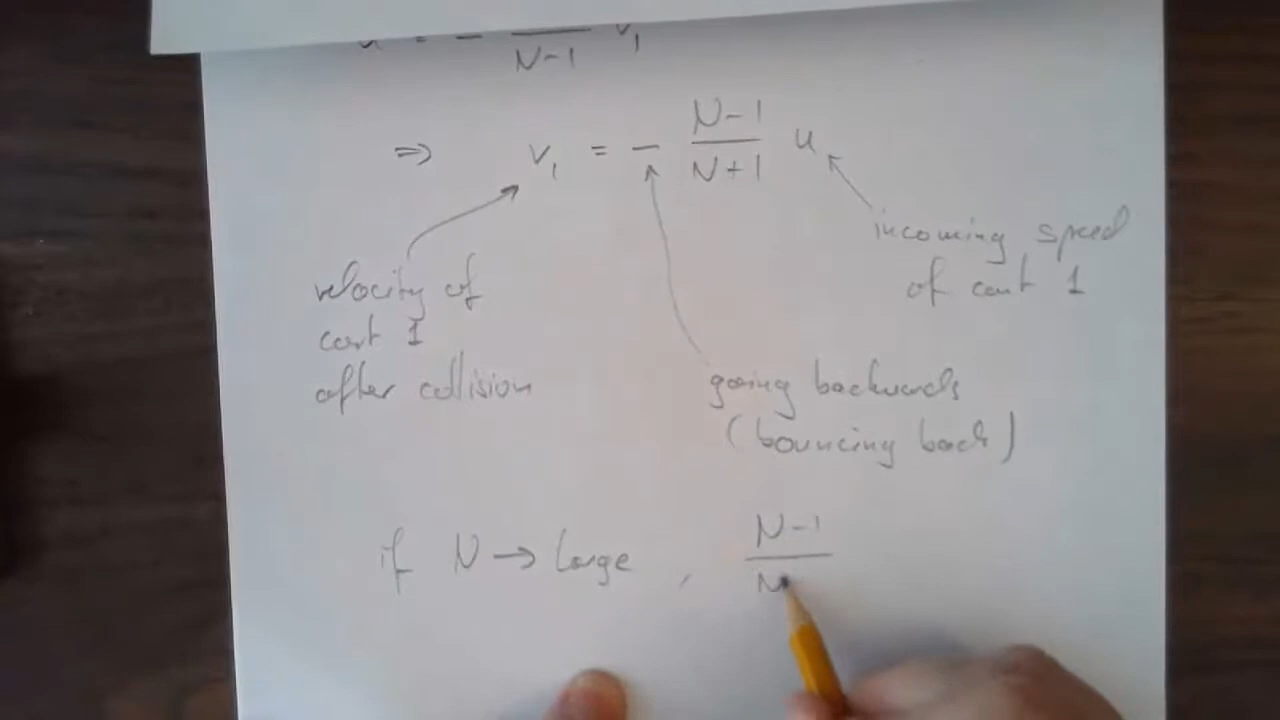 u = - / N-1 v₁
⇒ v₁ = - N-1 / N+1 u
incoming speed
of cart 1
velocity of
cart 1
after collision
going backwards
(bouncing back)
if N → large , N-1 / N